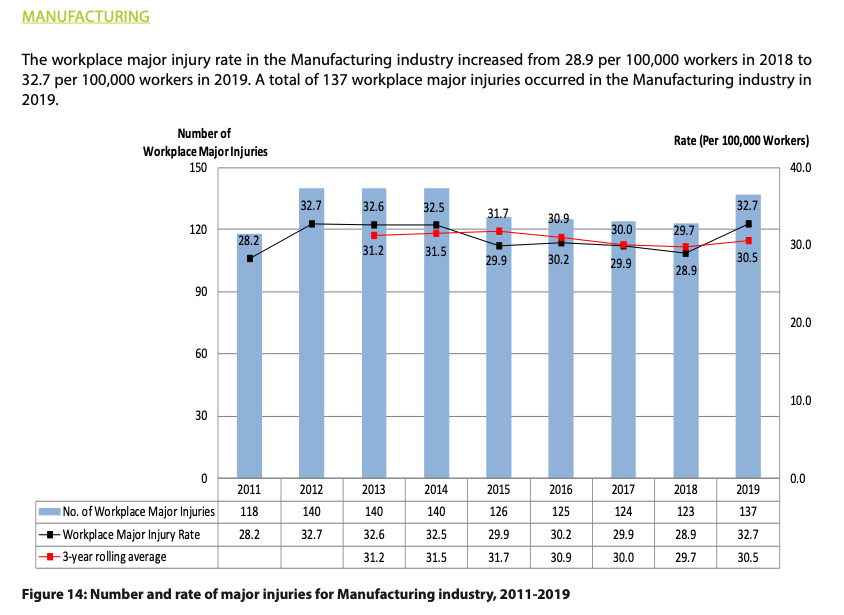 MANUFACTURING
The workplace major injury rate in the Manufacturing industry increased from 28.9 per 100,000 workers in 2018 to
32.7 per 100,000 workers in 2019. A total of 137 workplace major injuries occurred in the Manufacturing industry in
2019.
Number of
Workplace Major Injuries
Rate (Per 100,000 Workers)
150 40.0
32.7 32.6 32.5 31.7 30.9 30.0 29.7 32.7
120 28.2
31.2 31.5 29.9 30.2 29.9 28.9 30.5
30.0
90
20.0
60
10.0
30
0 0.0
2011 2012 2013 2014 2015 2016 2017 2018 2019
No. of Workplace Major Injuries 118 140 140 140 126 125 124 123 137
Workplace Major Injury Rate 28.2 32.7 32.6 32.5 29.9 30.2 29.9 28.9 32.7
3-year rolling average 31.2 31.5 31.7 30.9 30.0 29.7 30.5
Figure 14: Number and rate of major injuries for Manufacturing industry, 2011-2019